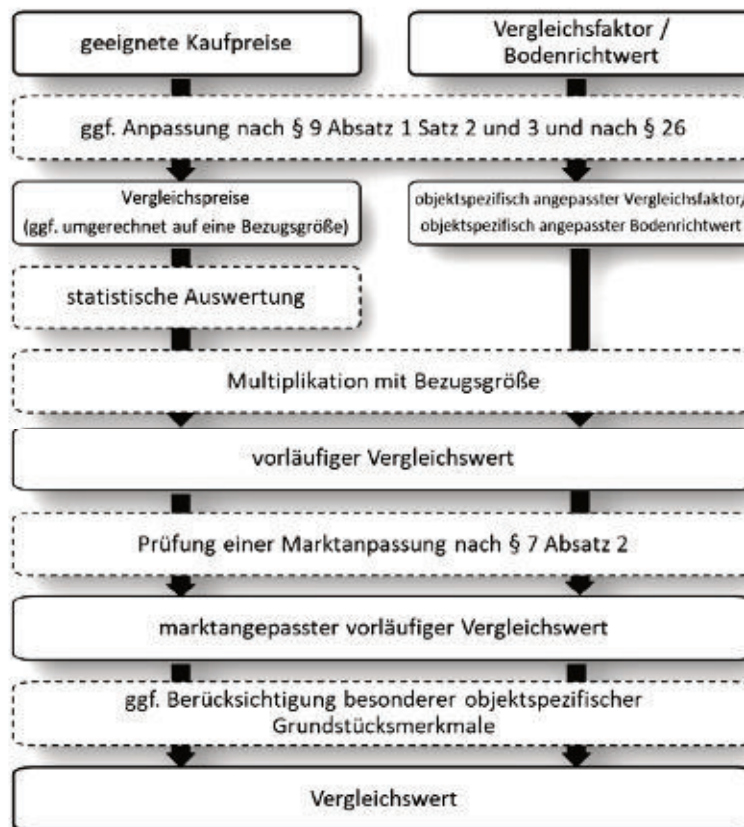 geeignete Kaufpreise
Vergleichsfaktor /
Bodenrichtwert
ggf. Anpassung nach § 9 Absatz 1 Satz 2 und 3 und nach § 26
Vergleichspreise
(ggf. umgerechnet auf eine Bezugsgröße)
objektspezifisch angepasster Vergleichsfaktor/
objektspezifisch angepasster Bodenrichtwert
statistische Auswertung
Multiplikation mit Bezugsgröße
vorläufiger Vergleichswert
Prüfung einer Marktanpassung nach § 7 Absatz 2
marktangepasster vorläufiger Vergleichswert
ggf. Berücksichtigung besonderer objektspezifischer
Grundstücksmerkmale
Vergleichswert